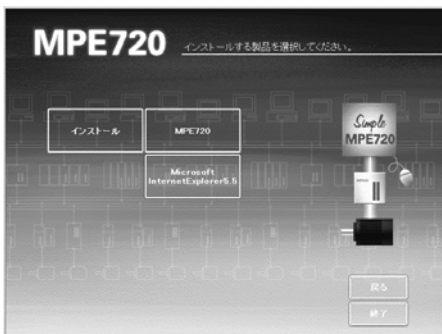 MPE720
インストールする製品を選択してください。
インストール
MPE720
Microsoft
InternetExplorer5.5
Simple
MPE720
戻る
終了